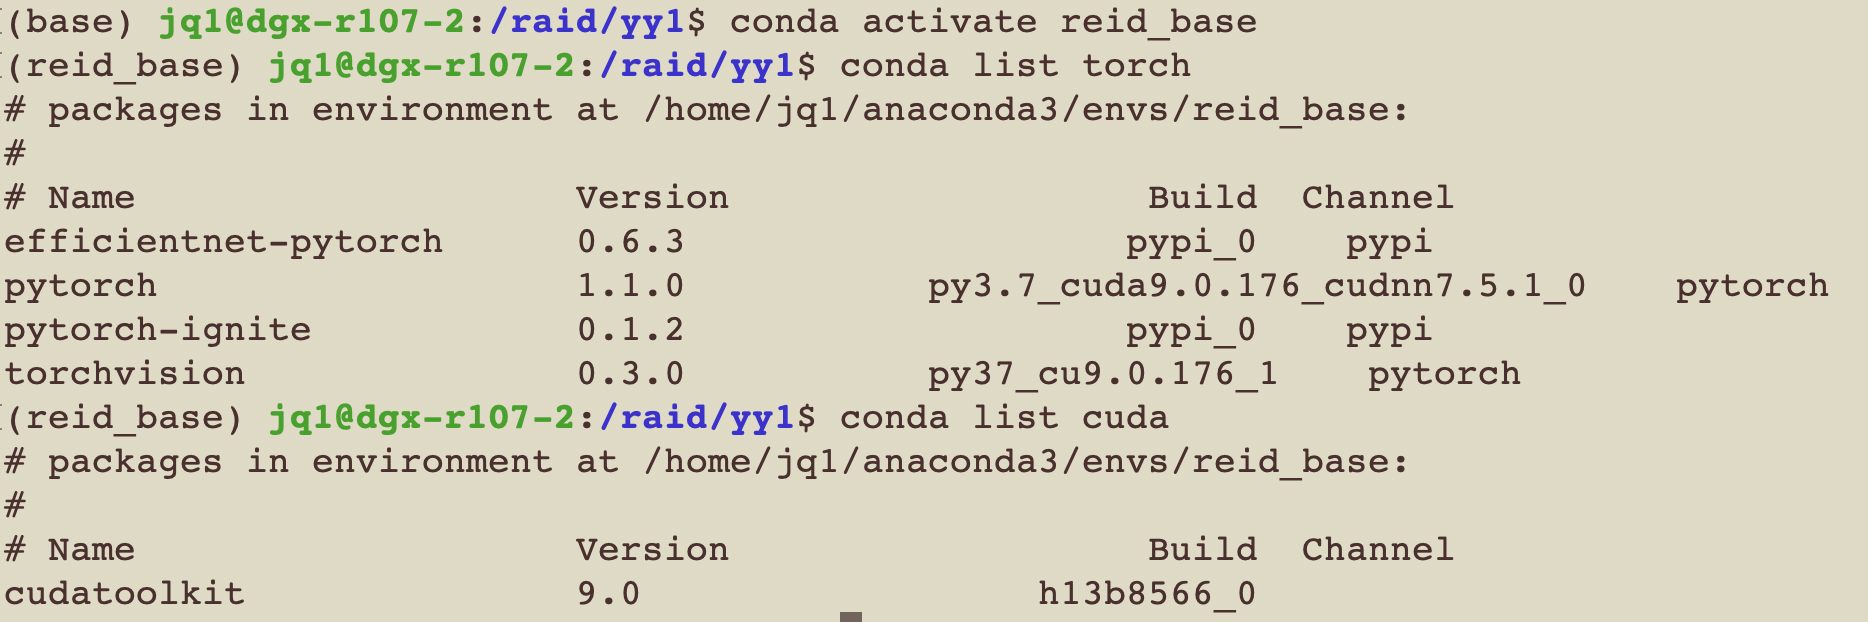 (base) jq1@dgx-r107-2:/raid/yy1$ conda activate reid_base
(reid_base) jq1@dgx-r107-2:/raid/yy1$ conda list torch
# packages in environment at /home/jq1/anaconda3/envs/reid_base:
#
# Name                    Version                   Build  Channel
efficientnet-pytorch      0.6.3                    pypi_0    pypi
pytorch                   1.1.0           py3.7_cuda9.0.176_cudnn7.5.1_0    pytorch
pytorch-ignite            0.1.2                    pypi_0    pypi
torchvision               0.3.0           py37_cu9.0.176_1    pytorch
(reid_base) jq1@dgx-r107-2:/raid/yy1$ conda list cuda
# packages in environment at /home/jq1/anaconda3/envs/reid_base:
#
# Name                    Version                   Build  Channel
cudatoolkit               9.0                  h13b8566_0